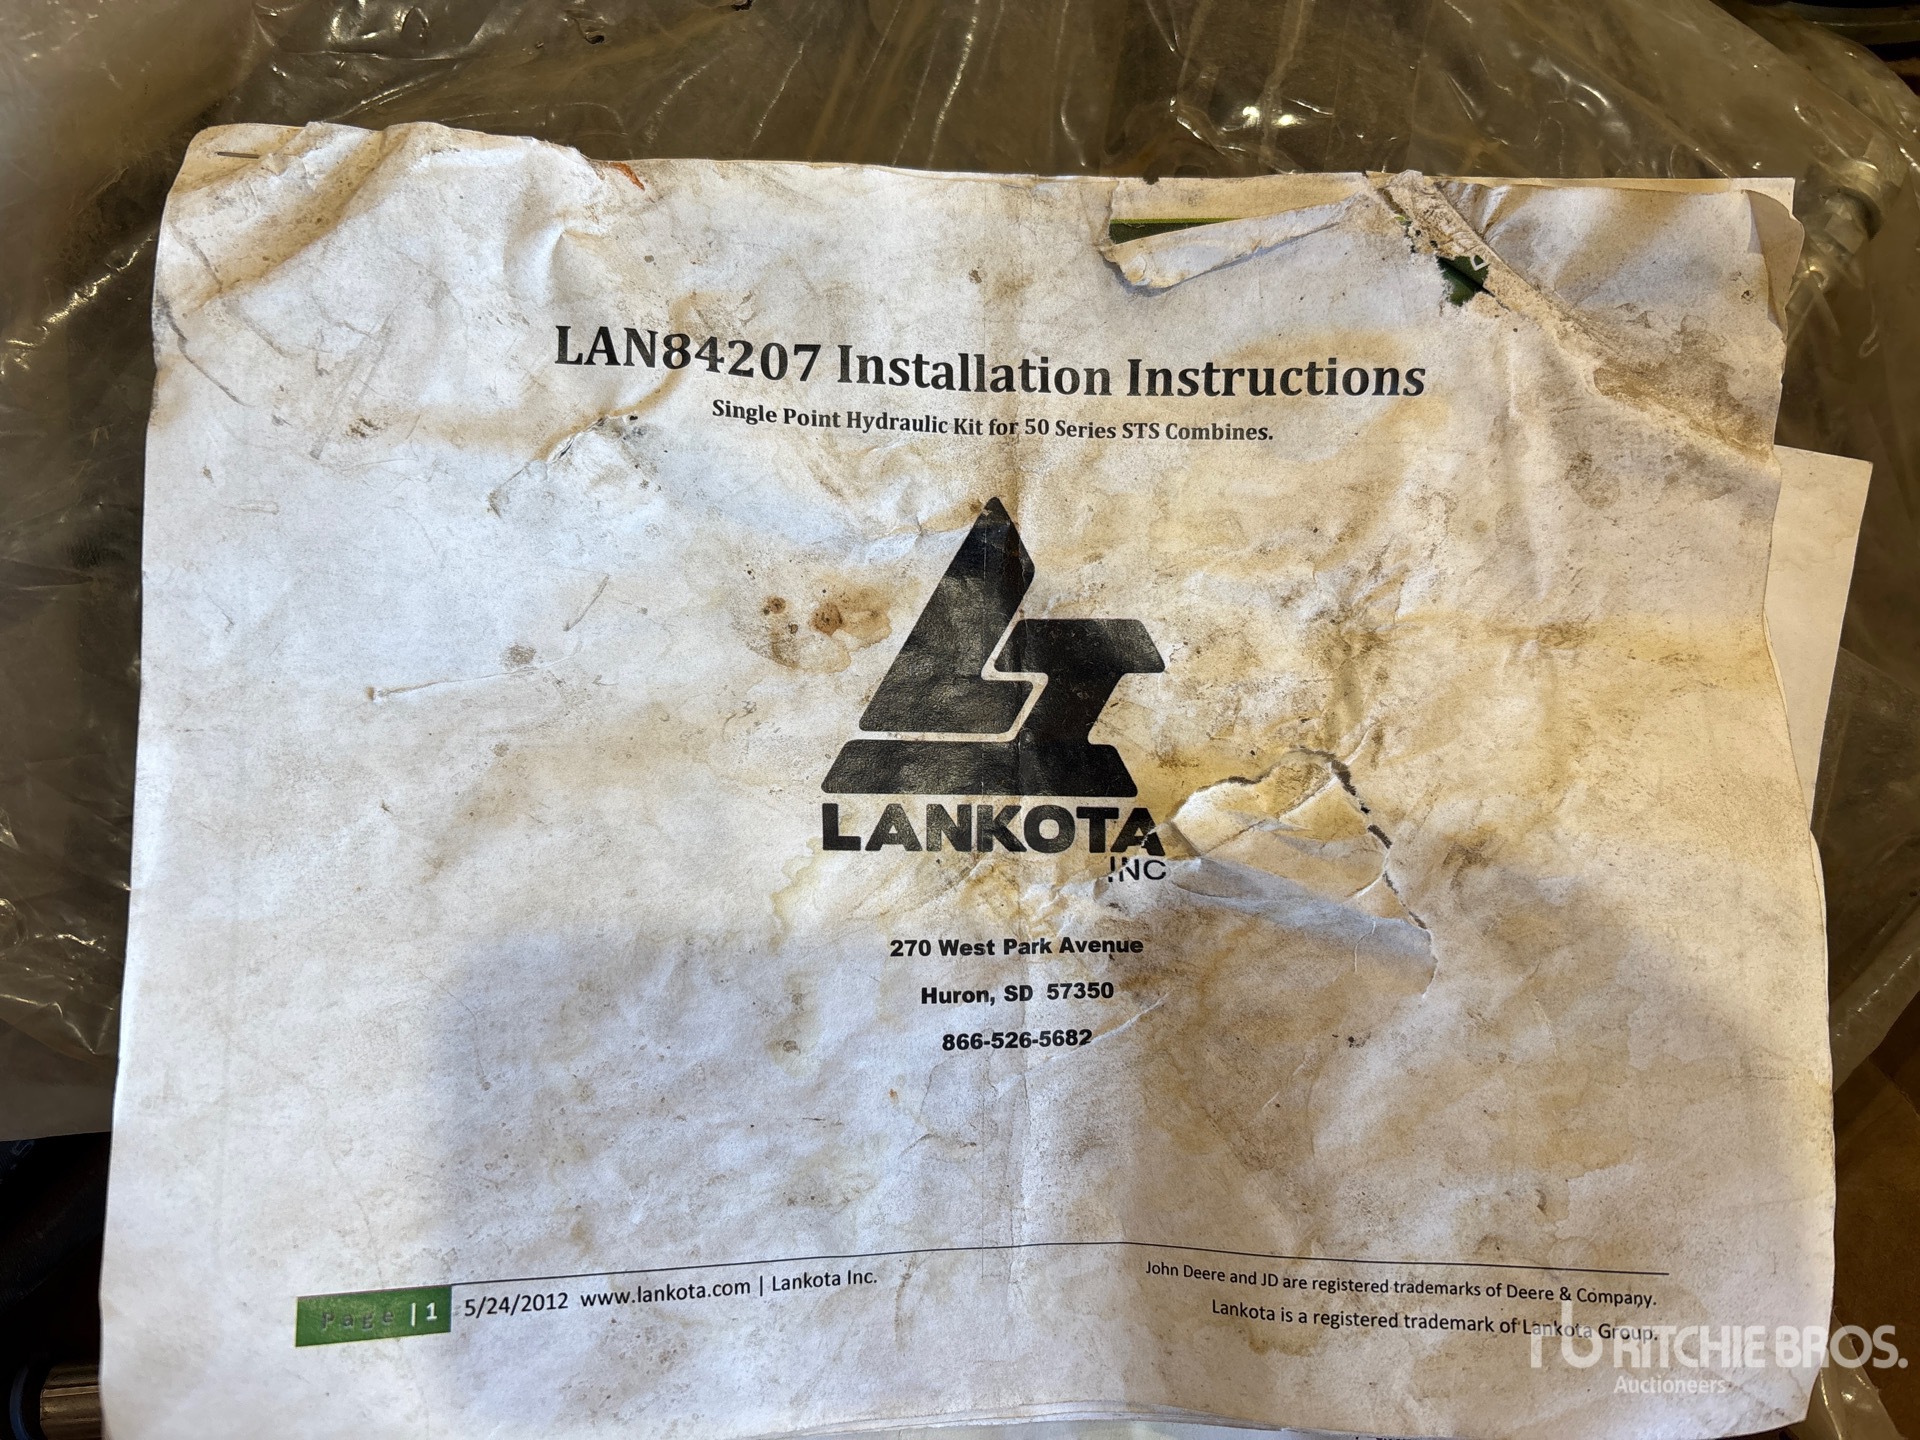 LAN84207 Installation Instructions
Single Point Hydraulic Kit for 50 Series STS Combines.
LANKOTA
INC
270 West Park Avenue
Huron, SD 57350
866-526-5682
Page | 1 5/24/2012 www.lankota.com | Lankota Inc.
John Deere and JD are registered trademarks of Deere & Company.
Lankota is a registered trademark of Lankota Group.
rb RITCHIE BROS.
Auctioneers